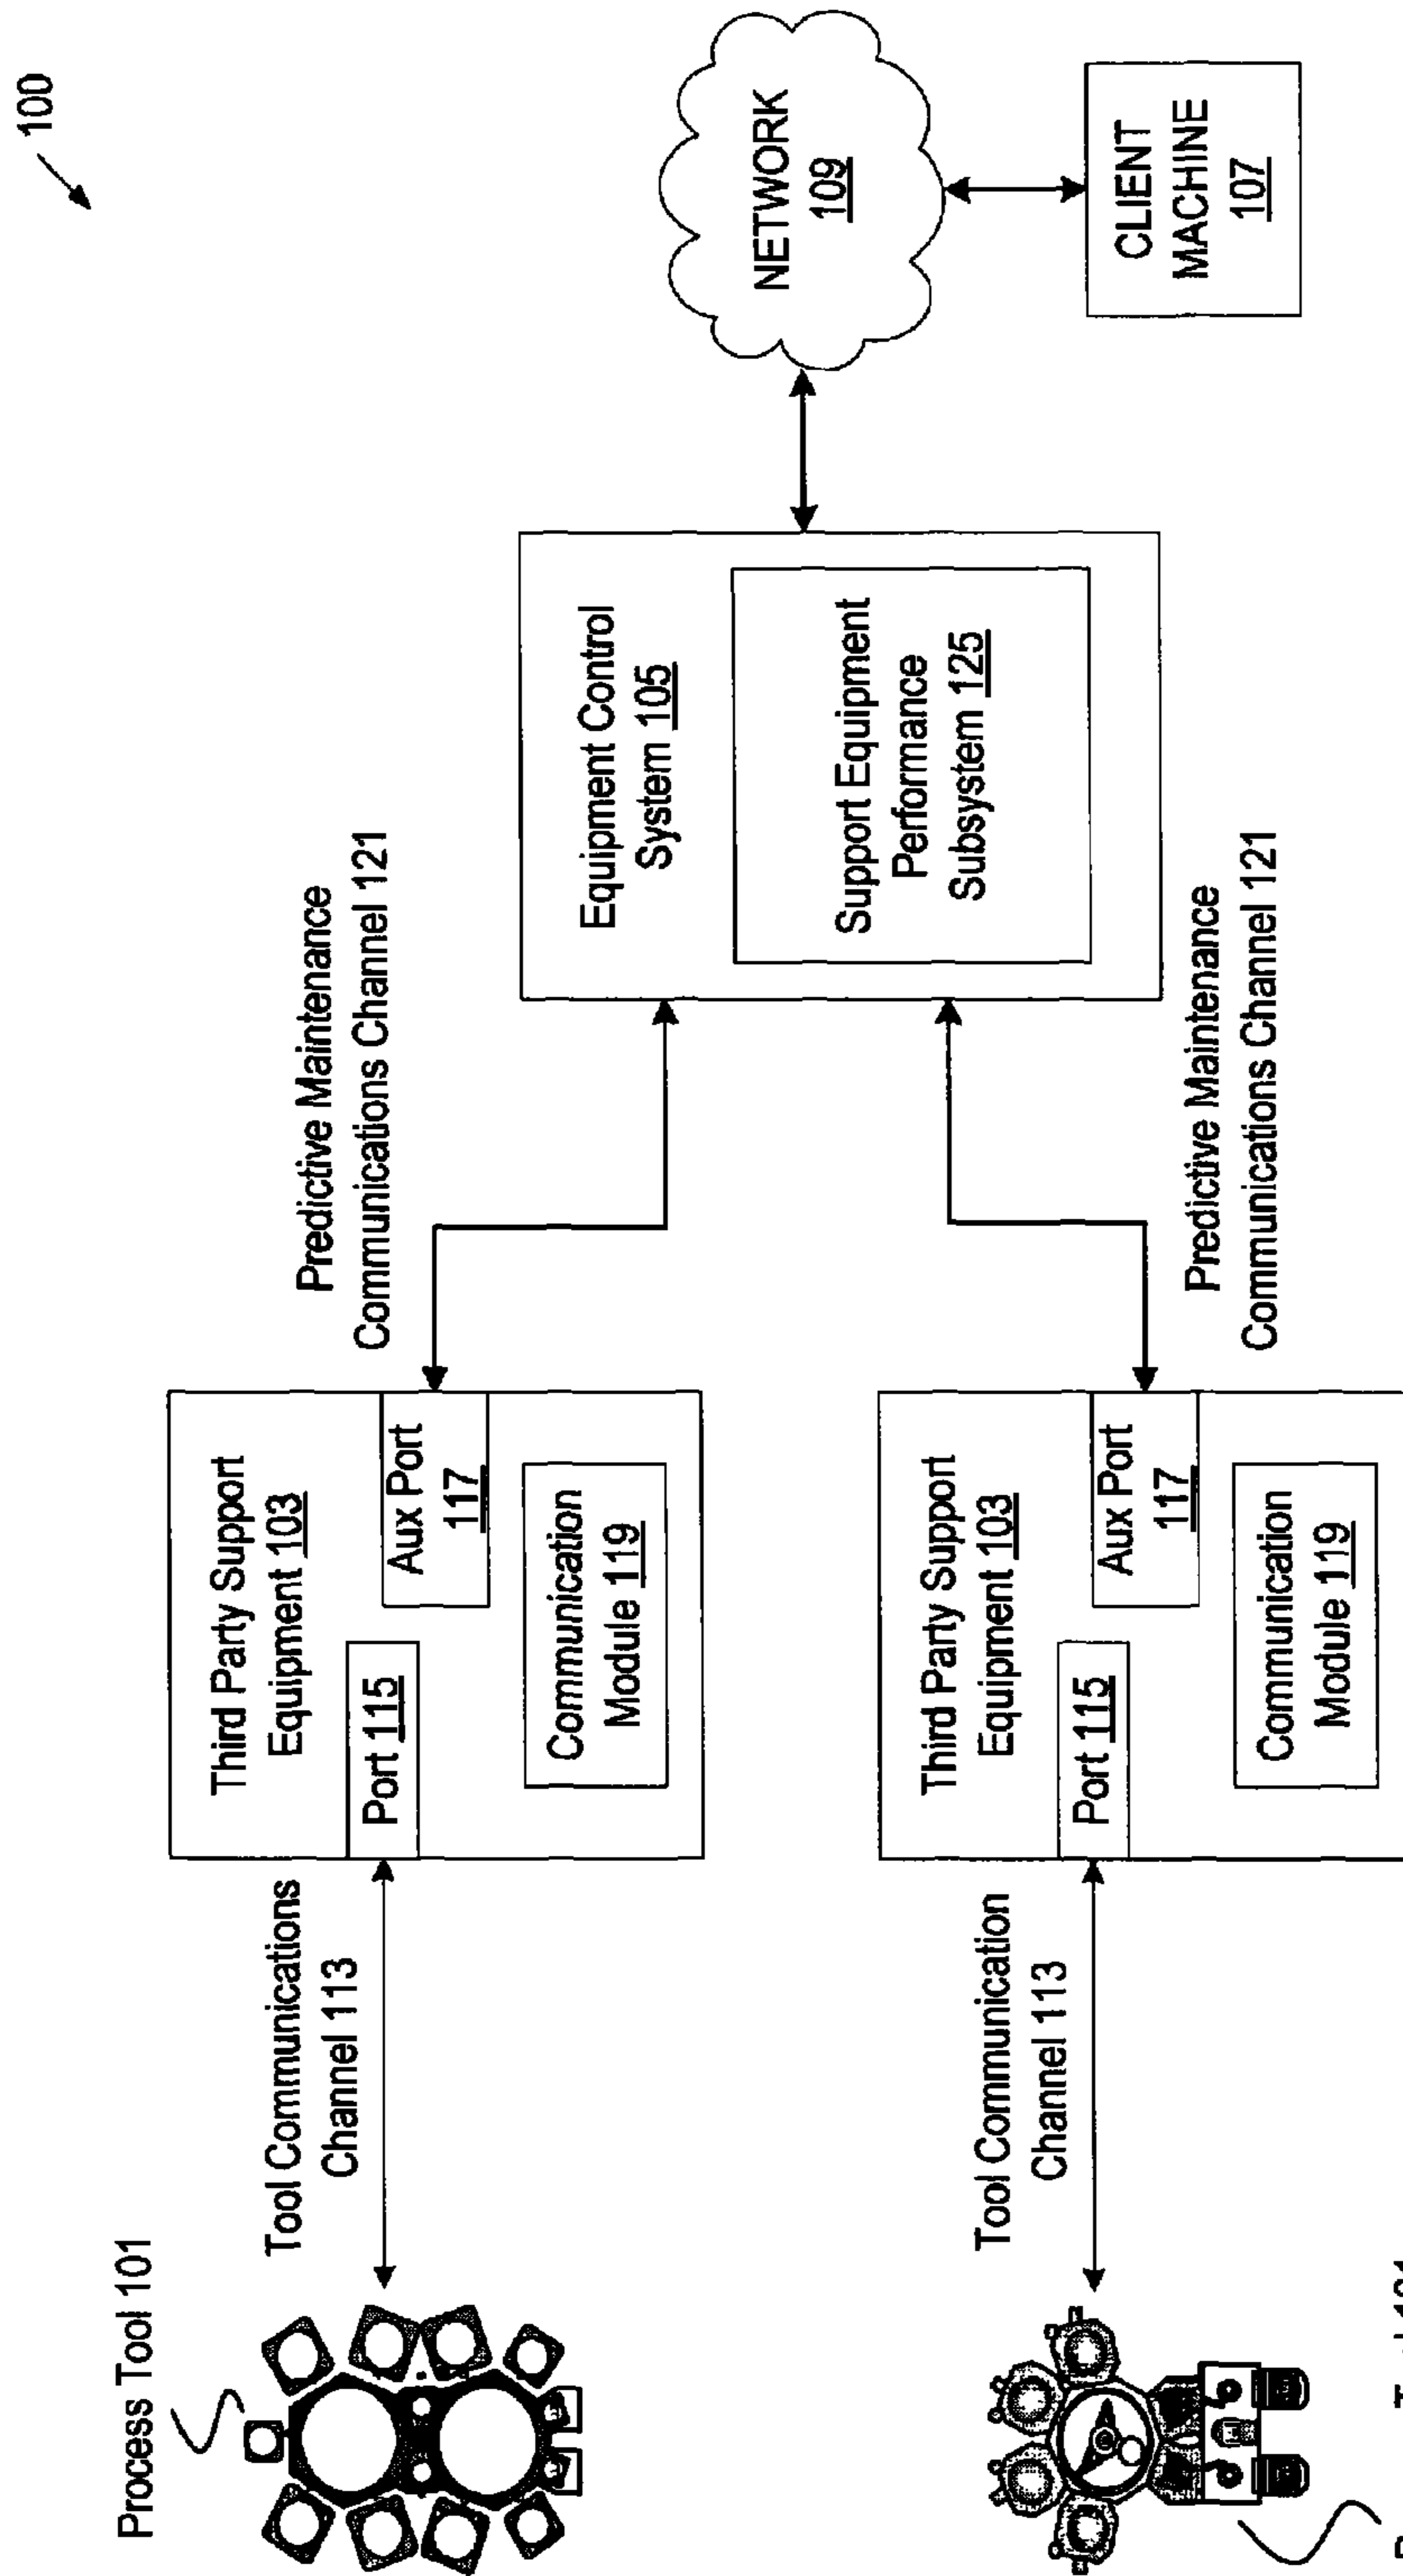 100
Process Tool 101
Tool Communications
Channel 113
Third Party Support
Equipment 103
Port 115
Aux Port
117
Communication
Module 119
Predictive Maintenance
Communications Channel 121
Equipment Control
System 105
Support Equipment
Performance
Subsystem 125
NETWORK
109
CLIENT
MACHINE
107
Tool Communication
Channel 113
Third Party Support
Equipment 103
Port 115
Aux Port
117
Communication
Module 119
Predictive Maintenance
Communications Channel 121